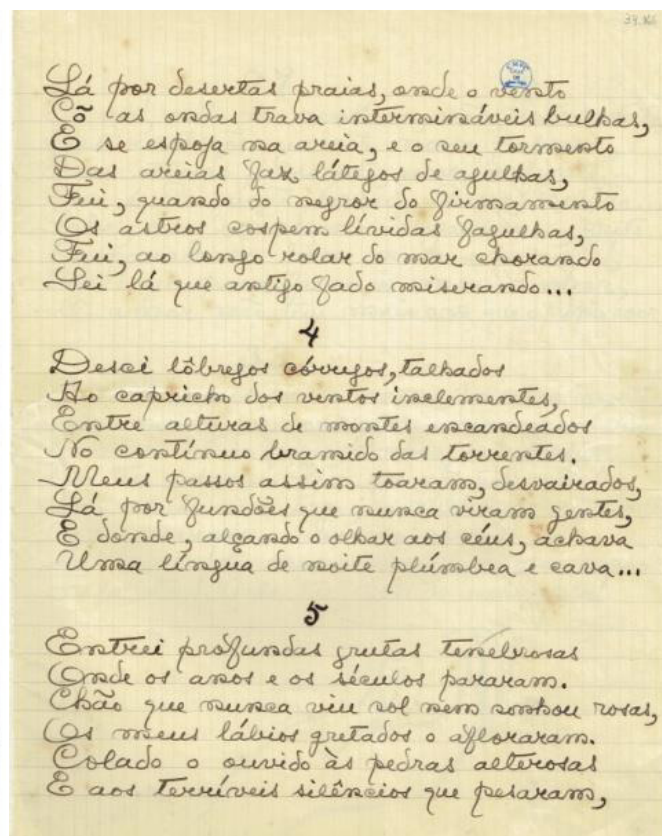 Lá por desertas praias, onde o vento
Cõ as ondas trava intermináveis bulhas,
E se espoja na areia, e o seu tormento
Das areias faz látegos de agulhas,
Fui, quando do negror do firmamento
Os astros cospem lívidas fagulhas,
Fui, ao longo rolar do mar chorando
Sei lá que antigo fado miserando...
4
Desci lôbregos córregos, talhados
Ao capricho dos ventos inclementes,
Entre alturas de montes encandeados
No contínuo bramido das torrentes.
Meus passos assim toaram, desvairados,
Lá por fundões que nunca viram gentes,
E donde, alçando o olhar aos céus, achava
Uma língua de noite plúmbea e cava...
5
Entrei profundas grutas tenebrosas
Onde os anos e os séculos pararam.
Chão que nunca viu sol nem sonhou rosas,
Os meus lábios gretados o afloraram.
Colado o ouvido às pedras alterosas
E aos terríveis silêncios que pesaram,